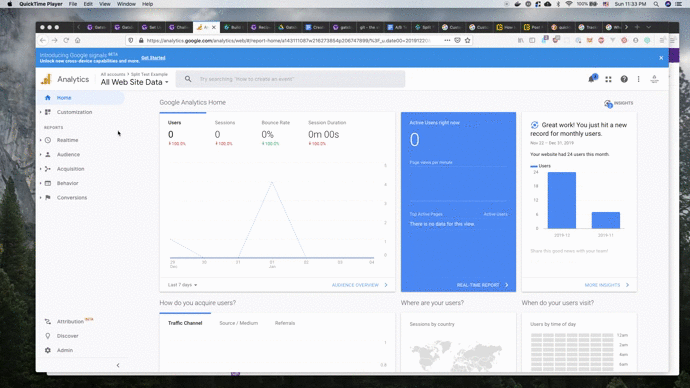 QuickTime Player File Edit View Window Help
100% Sun 11:33 PM
https://analytics.google.com/analytics/web/
Introducing Google signals BETA
Unlock new cross-device capabilities and more. Get Started
Analytics
All accounts > Split Test Example
All Web Site Data
Try searching "How to create an event"
Home
Customization
REPORTS
Realtime
Audience
Acquisition
Behavior
Conversions
Attribution BETA
Discover
Admin
Google Analytics Home
INSIGHTS
Users Sessions Bounce Rate Session Duration
0 0 0% 0m 00s
100.0% 100.0% 100.0% 100.0%
5
4
3
2
1
0
29 30 31 01 02 03 04
Dec Jan
Last 7 days
AUDIENCE OVERVIEW
Active Users right now
0
Page views per minute
Top Active Pages Active Users
There is no data for this view.
REAL-TIME REPORT
Great work! You just hit a new
record for monthly users.
Nov 22 – Dec 31, 2019
Your website had 24 users this month.
Users
24
18
12
6
0
2019-12 2019-11
Share this good news with your team!
MORE INSIGHTS
How do you acquire users?
Traffic Channel Source / Medium Referrals
1
0.8
Where are your users?
Sessions by country
When do your users visit?
Users by time of day
12am
2am
4am
6am